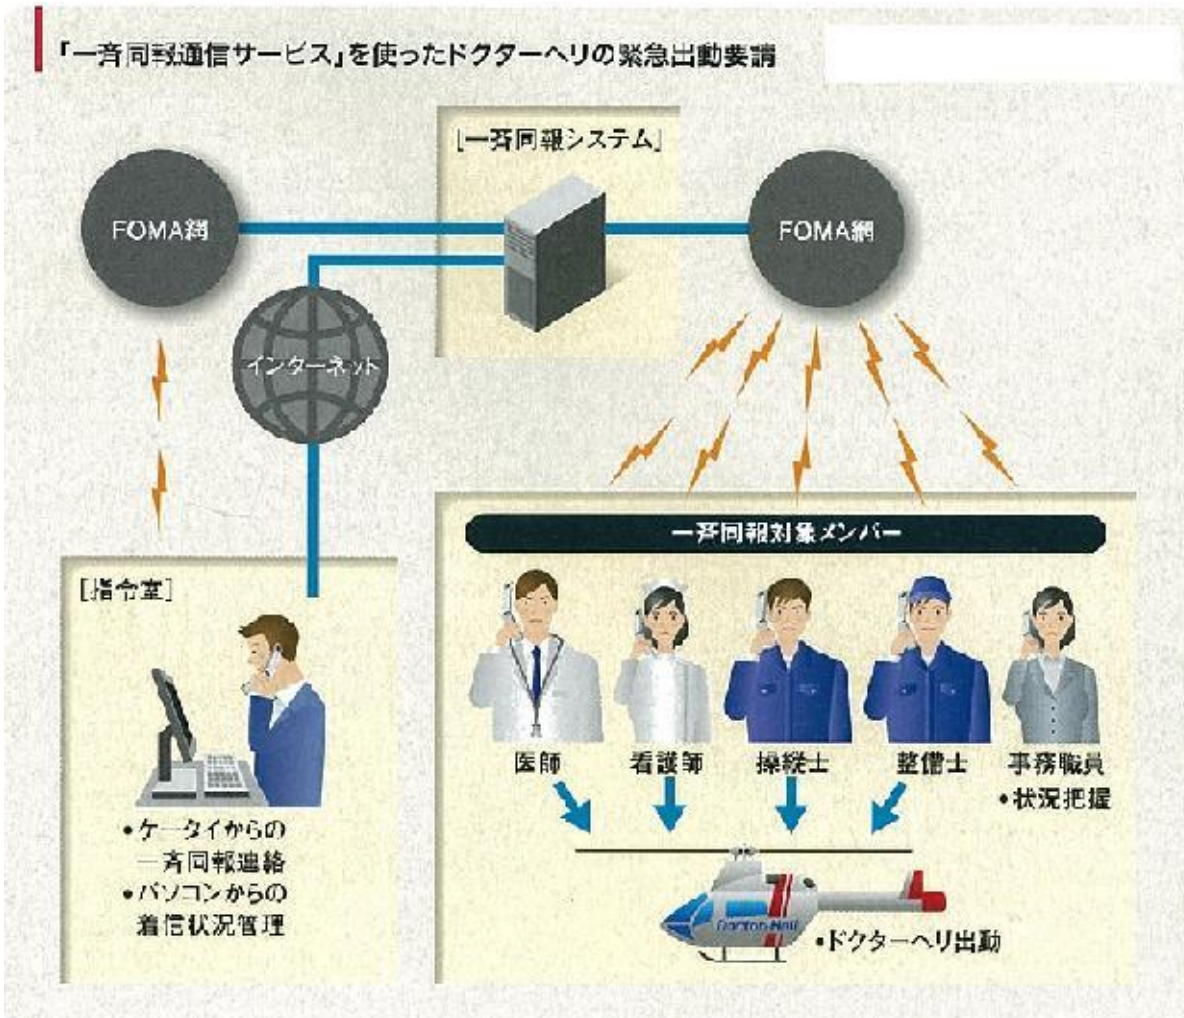 「一斉同報通信サービス」を使ったドクターヘリの緊急出動要請
[一斉同報システム]
FOMA網
FOMA網
インターネット
一斉同報対象メンバー
[指令室]
医師
看護師
操縦士
整備士
事務職員
•状況把握
•ケータイからの
一斉同報連絡
•パソコンからの
着信状況管理
Doctor-Heli
•ドクターヘリ出動